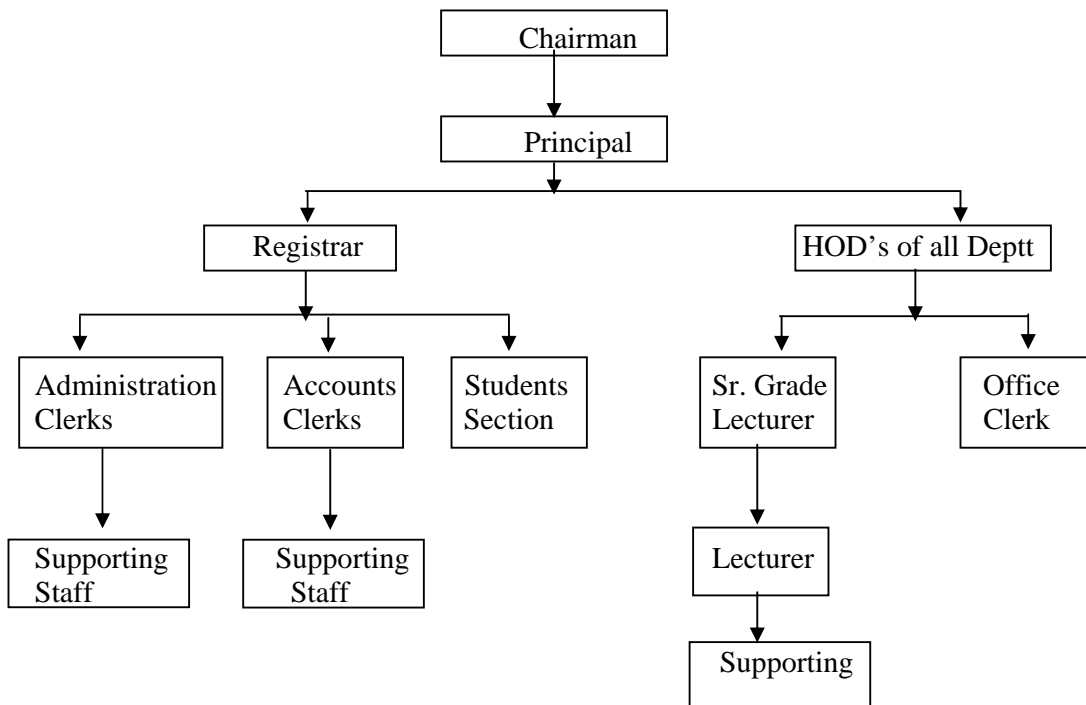 Chairman
Principal
Registrar
HOD's of all Deptt
Administration
Clerks
Accounts
Clerks
Students
Section
Sr. Grade
Lecturer
Office
Clerk
Supporting
Staff
Supporting
Staff
Lecturer
Supporting